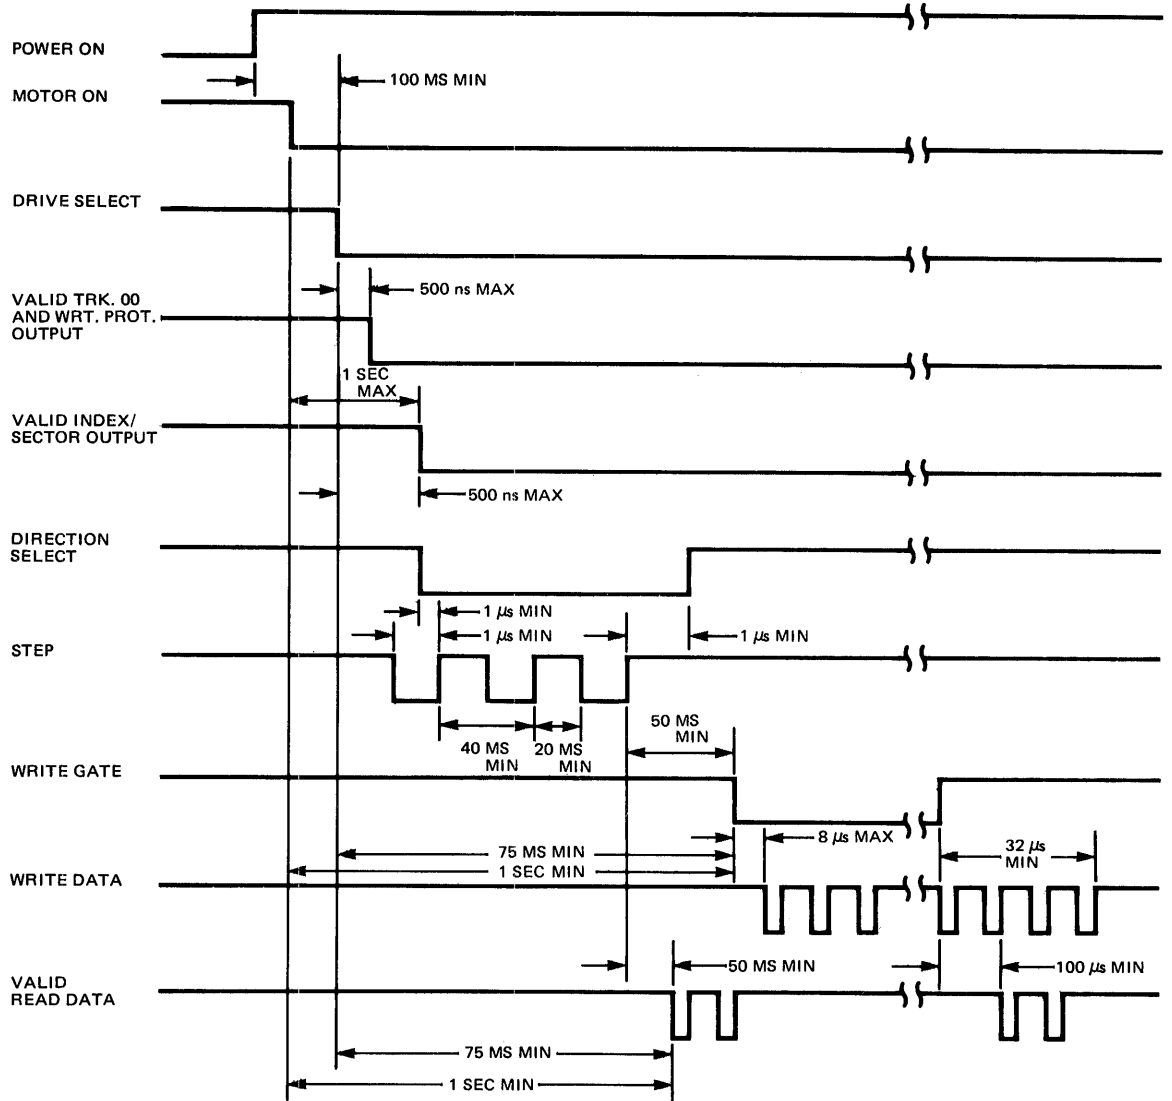 POWER ON
100 MS MIN
MOTOR ON
DRIVE SELECT
500 ns MAX
VALID TRK. 00
AND WRT. PROT.
OUTPUT
1 SEC
MAX
VALID INDEX/
SECTOR OUTPUT
500 ns MAX
DIRECTION
SELECT
1 µs MIN
1 µs MIN
1 µs MIN
STEP
50 MS
MIN
40 MS
MIN
20 MS
MIN
WRITE GATE
8 µs MAX
32 µs
MIN
75 MS MIN
1 SEC MIN
WRITE DATA
50 MS MIN
100 µs MIN
VALID
READ DATA
75 MS MIN
1 SEC MIN